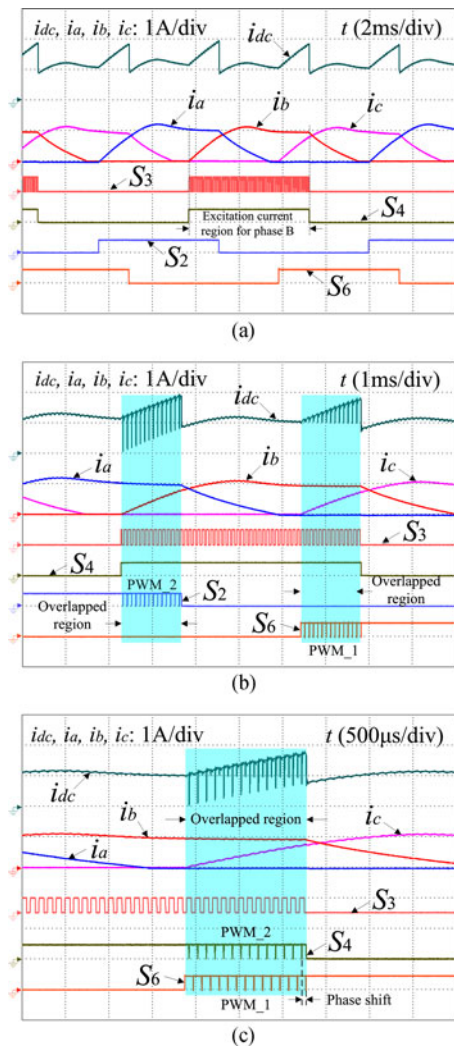 idc, ia, ib, ic: 1A/div
t (2ms/div)
idc
ia
ib
ic
S3
S4
Excitation current
region for phase B
S2
S6
(a)
idc, ia, ib, ic: 1A/div
t (1ms/div)
idc
ia
ib
ic
S3
S4
PWM_2
S2
Overlapped
region
Overlapped
region
S6
PWM_1
(b)
idc, ia, ib, ic: 1A/div
t (500μs/div)
idc
Overlapped region
ib
ic
ia
S3
PWM_2
S4
S6
PWM_1
Phase shift
(c)